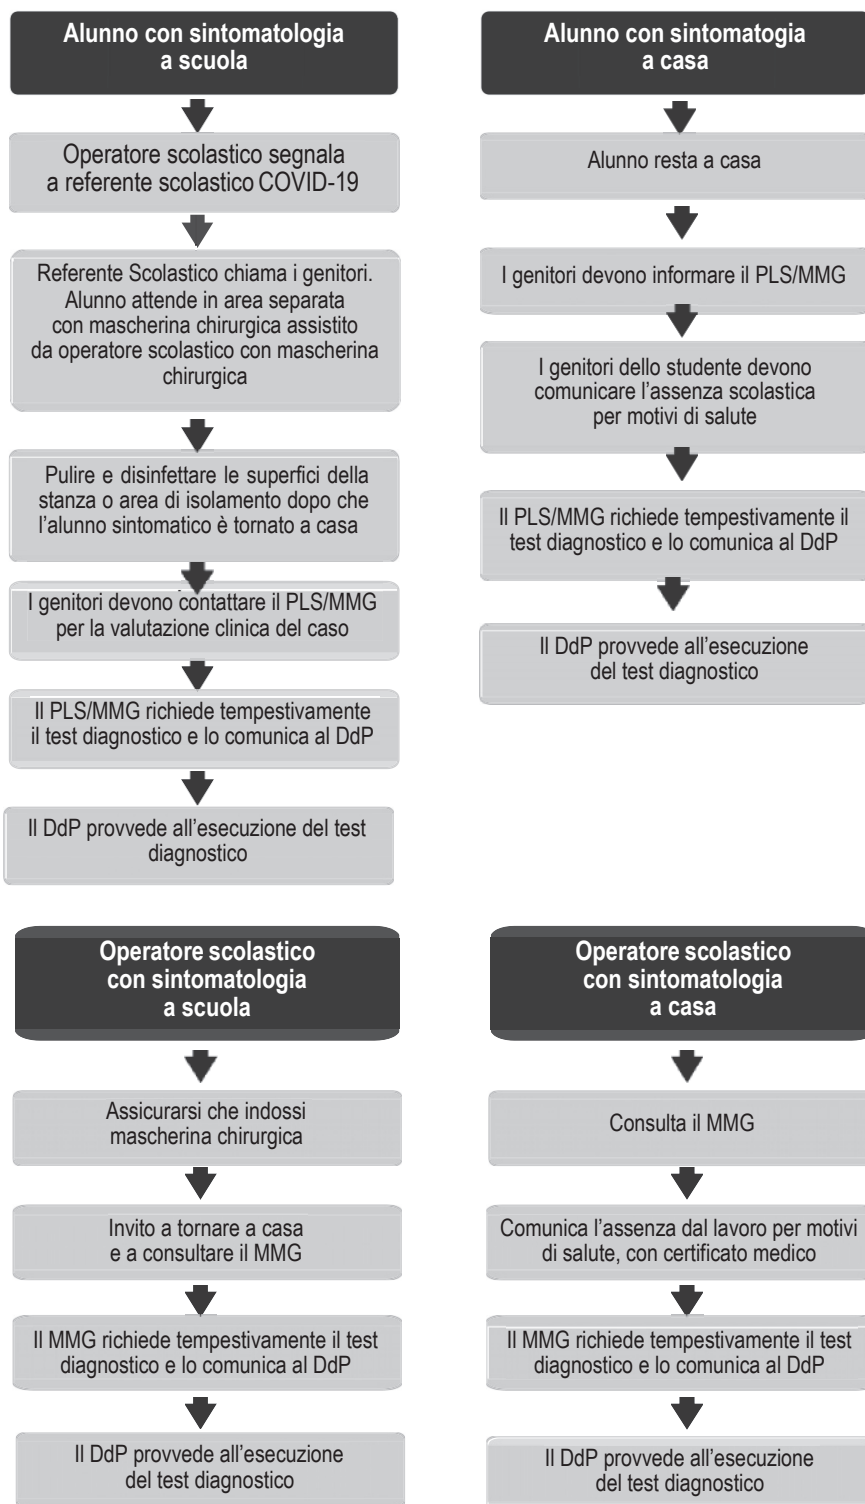 Alunno con sintomatologia
a scuola
Operatore scolastico segnala
a referente scolastico COVID-19
Referente Scolastico chiama i genitori.
Alunno attende in area separata
con mascherina chirurgica assistito
da operatore scolastico con mascherina
chirurgica
Pulire e disinfettare le superfici della
stanza o area di isolamento dopo che
l’alunno sintomatico è tornato a casa
I genitori devono contattare il PLS/MMG
per la valutazione clinica del caso
Il PLS/MMG richiede tempestivamente
il test diagnostico e lo comunica al DdP
Il DdP provvede all’esecuzione del test
diagnostico
Alunno con sintomatogia
a casa
Alunno resta a casa
I genitori devono informare il PLS/MMG
I genitori dello studente devono
comunicare l’assenza scolastica
per motivi di salute
Il PLS/MMG richiede tempestivamente il
test diagnostico e lo comunica al DdP
Il DdP provvede all’esecuzione
del test diagnostico
Operatore scolastico
con sintomatologia
a scuola
Assicurarsi che indossi
mascherina chirurgica
Invito a tornare a casa
e a consultare il MMG
Il MMG richiede tempestivamente il test
diagnostico e lo comunica al DdP
Il DdP provvede all’esecuzione
del test diagnostico
Operatore scolastico
con sintomatologia
a casa
Consulta il MMG
Comunica l’assenza dal lavoro per motivi
di salute, con certificato medico
Il MMG richiede tempestivamente il test
diagnostico e lo comunica al DdP
Il DdP provvede all’esecuzione
del test diagnostico